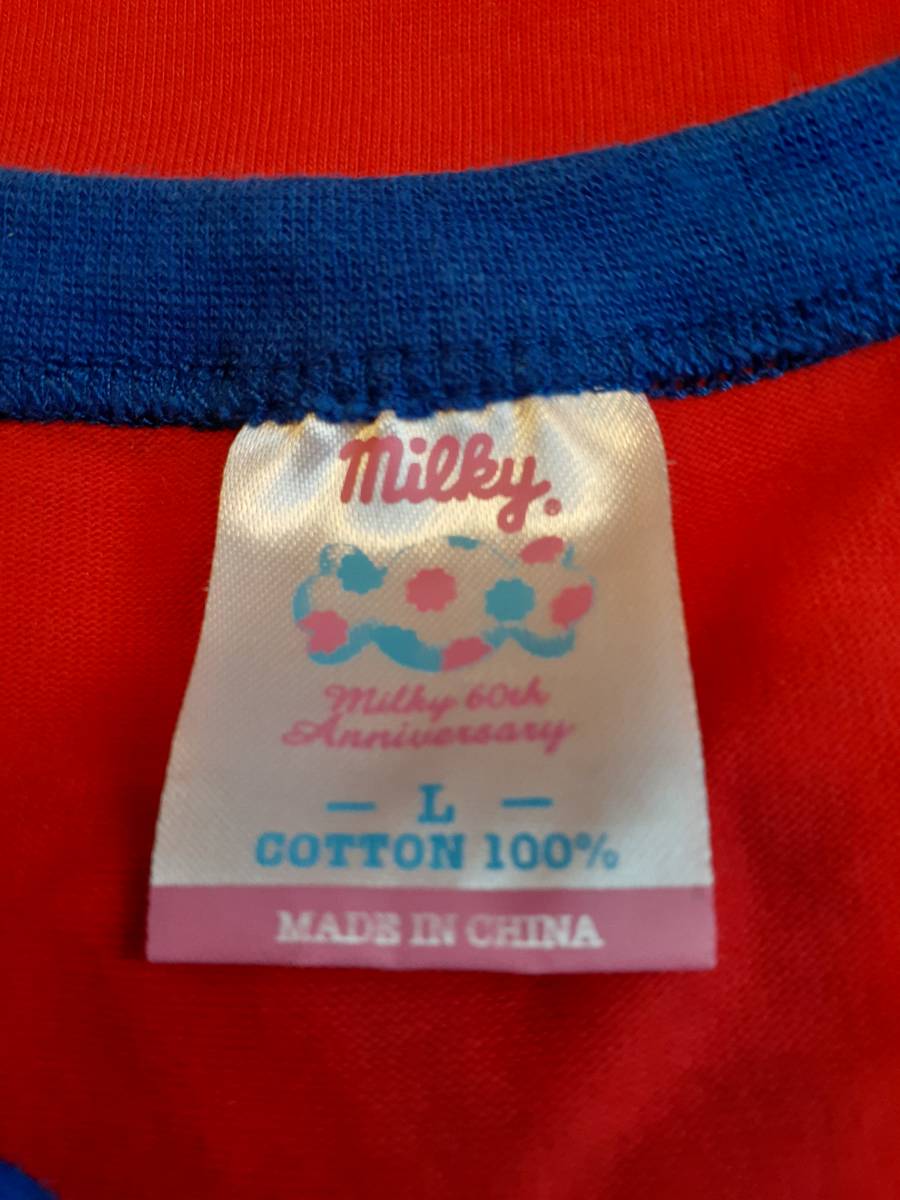 Milky®
Milky 60th
Anniversary
— L —
COTTON 100%
MADE IN CHINA